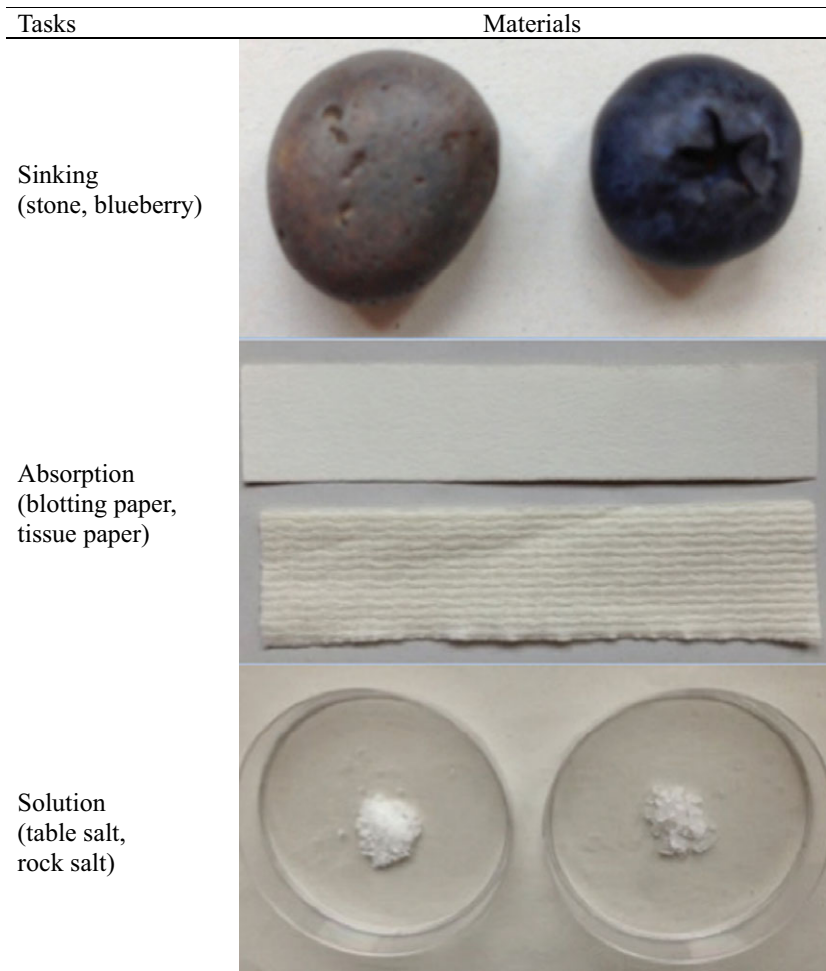 Tasks Materials
Sinking
(stone, blueberry)
Absorption
(blotting paper,
tissue paper)
Solution
(table salt,
rock salt)